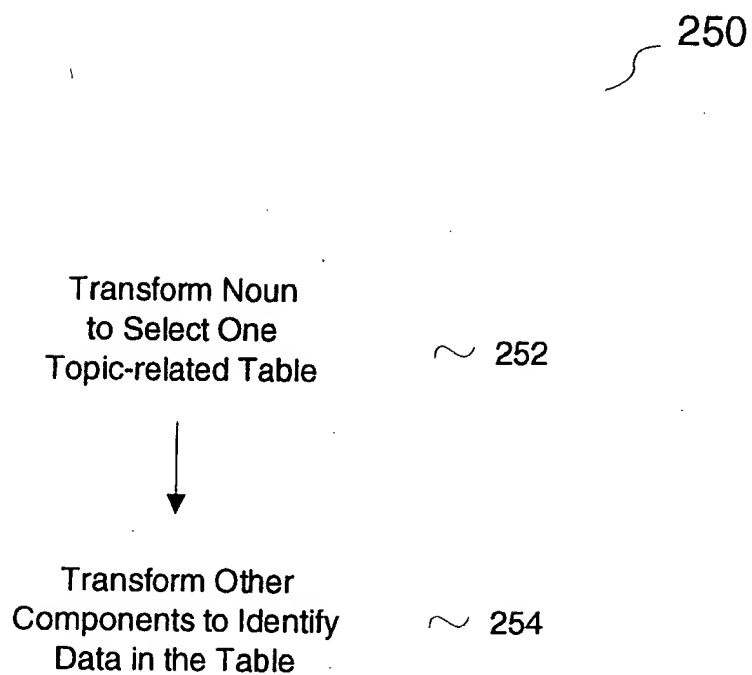 250
Transform Noun
to Select One
Topic-related Table
252
Transform Other
Components to Identify
Data in the Table
254